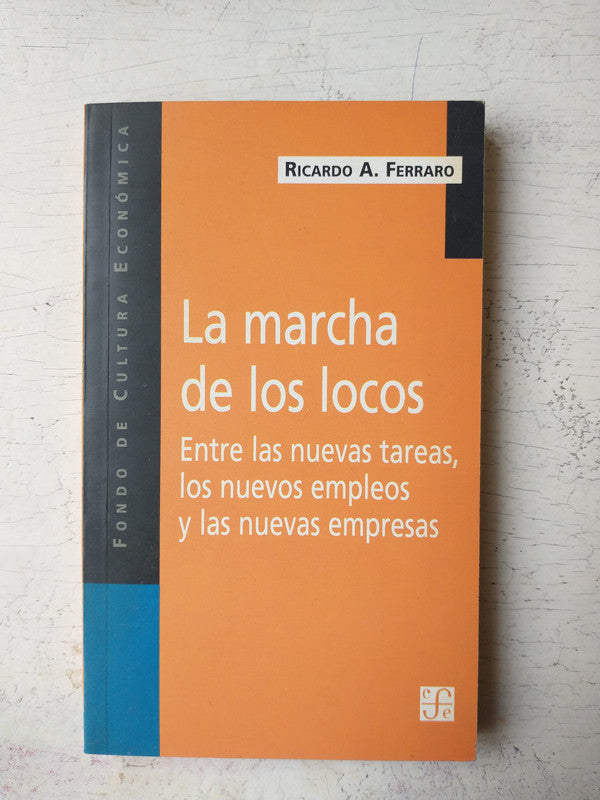 FONDO DE CULTURA ECONÓMICA
RICARDO A. FERRARO
La marcha
de los locos
Entre las nuevas tareas,
los nuevos empleos
y las nuevas empresas
c f e